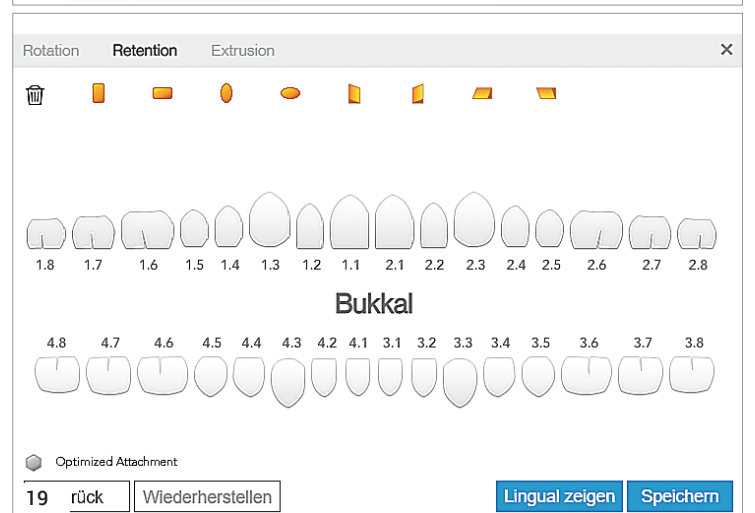 Rotation Retention Extrusion ×
1.8 1.7 1.6 1.5 1.4 1.3 1.2 1.1 2.1 2.2 2.3 2.4 2.5 2.6 2.7 2.8
Bukkal
4.8 4.7 4.6 4.5 4.4 4.3 4.2 4.1 3.1 3.2 3.3 3.4 3.5 3.6 3.7 3.8
Optimized Attachment
19 rück Wiederherstellen Lingual zeigen Speichern